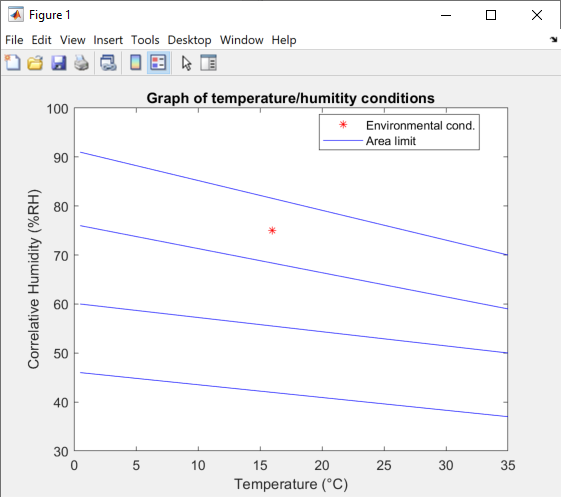 Figure 1
File Edit View Insert Tools Desktop Window Help
Graph of temperature/humitity conditions
Environmental cond.
Area limit
Correlative Humidity (%RH)
100
90
80
70
60
50
40
30
0 5 10 15 20 25 30 35
Temperature (°C)